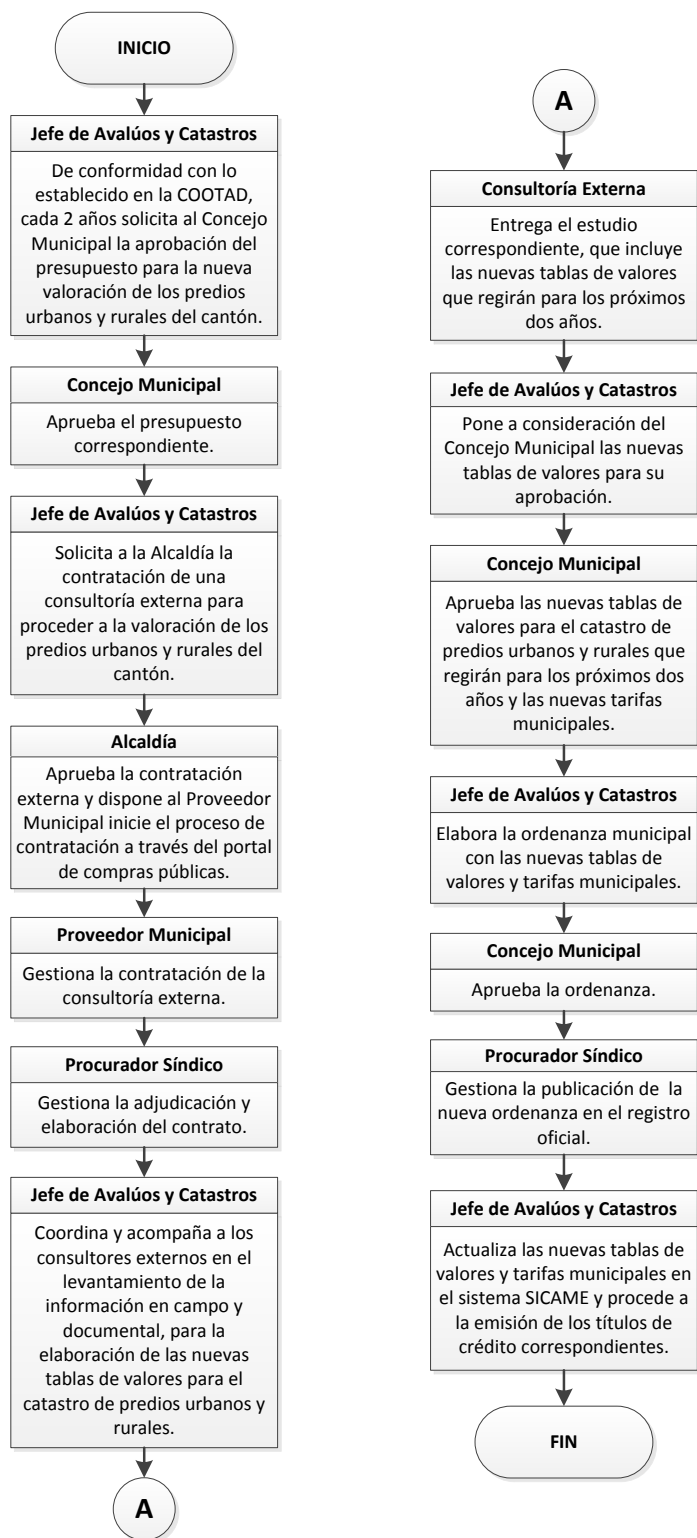 INICIO
Jefe de Avalúos y Catastros
De conformidad con lo
establecido en la COOTAD,
cada 2 años solicita al Concejo
Municipal la aprobación del
presupuesto para la nueva
valoración de los predios
urbanos y rurales del cantón.
Concejo Municipal
Aprueba el presupuesto
correspondiente.
Jefe de Avalúos y Catastros
Solicita a la Alcaldía la
contratación de una
consultoría externa para
proceder a la valoración de los
predios urbanos y rurales del
cantón.
Alcaldía
Aprueba la contratación
externa y dispone al Proveedor
Municipal inicie el proceso de
contratación a través del portal
de compras públicas.
Proveedor Municipal
Gestiona la contratación de la
consultoría externa.
Procurador Síndico
Gestiona la adjudicación y
elaboración del contrato.
Jefe de Avalúos y Catastros
Coordina y acompaña a los
consultores externos en el
levantamiento de la
información en campo y
documental, para la
elaboración de las nuevas
tablas de valores para el
catastro de predios urbanos y
rurales.
A
A
Consultoría Externa
Entrega el estudio
correspondiente, que incluye
las nuevas tablas de valores
que regirán para los próximos
dos años.
Jefe de Avalúos y Catastros
Pone a consideración del
Concejo Municipal las nuevas
tablas de valores para su
aprobación.
Concejo Municipal
Aprueba las nuevas tablas de
valores para el catastro de
predios urbanos y rurales que
regirán para los próximos dos
años y las nuevas tarifas
municipales.
Jefe de Avalúos y Catastros
Elabora la ordenanza municipal
con las nuevas tablas de
valores y tarifas municipales.
Concejo Municipal
Aprueba la ordenanza.
Procurador Síndico
Gestiona la publicación de la
nueva ordenanza en el registro
oficial.
Jefe de Avalúos y Catastros
Actualiza las nuevas tablas de
valores y tarifas municipales en
el sistema SICAME y procede a
la emisión de los títulos de
crédito correspondientes.
FIN